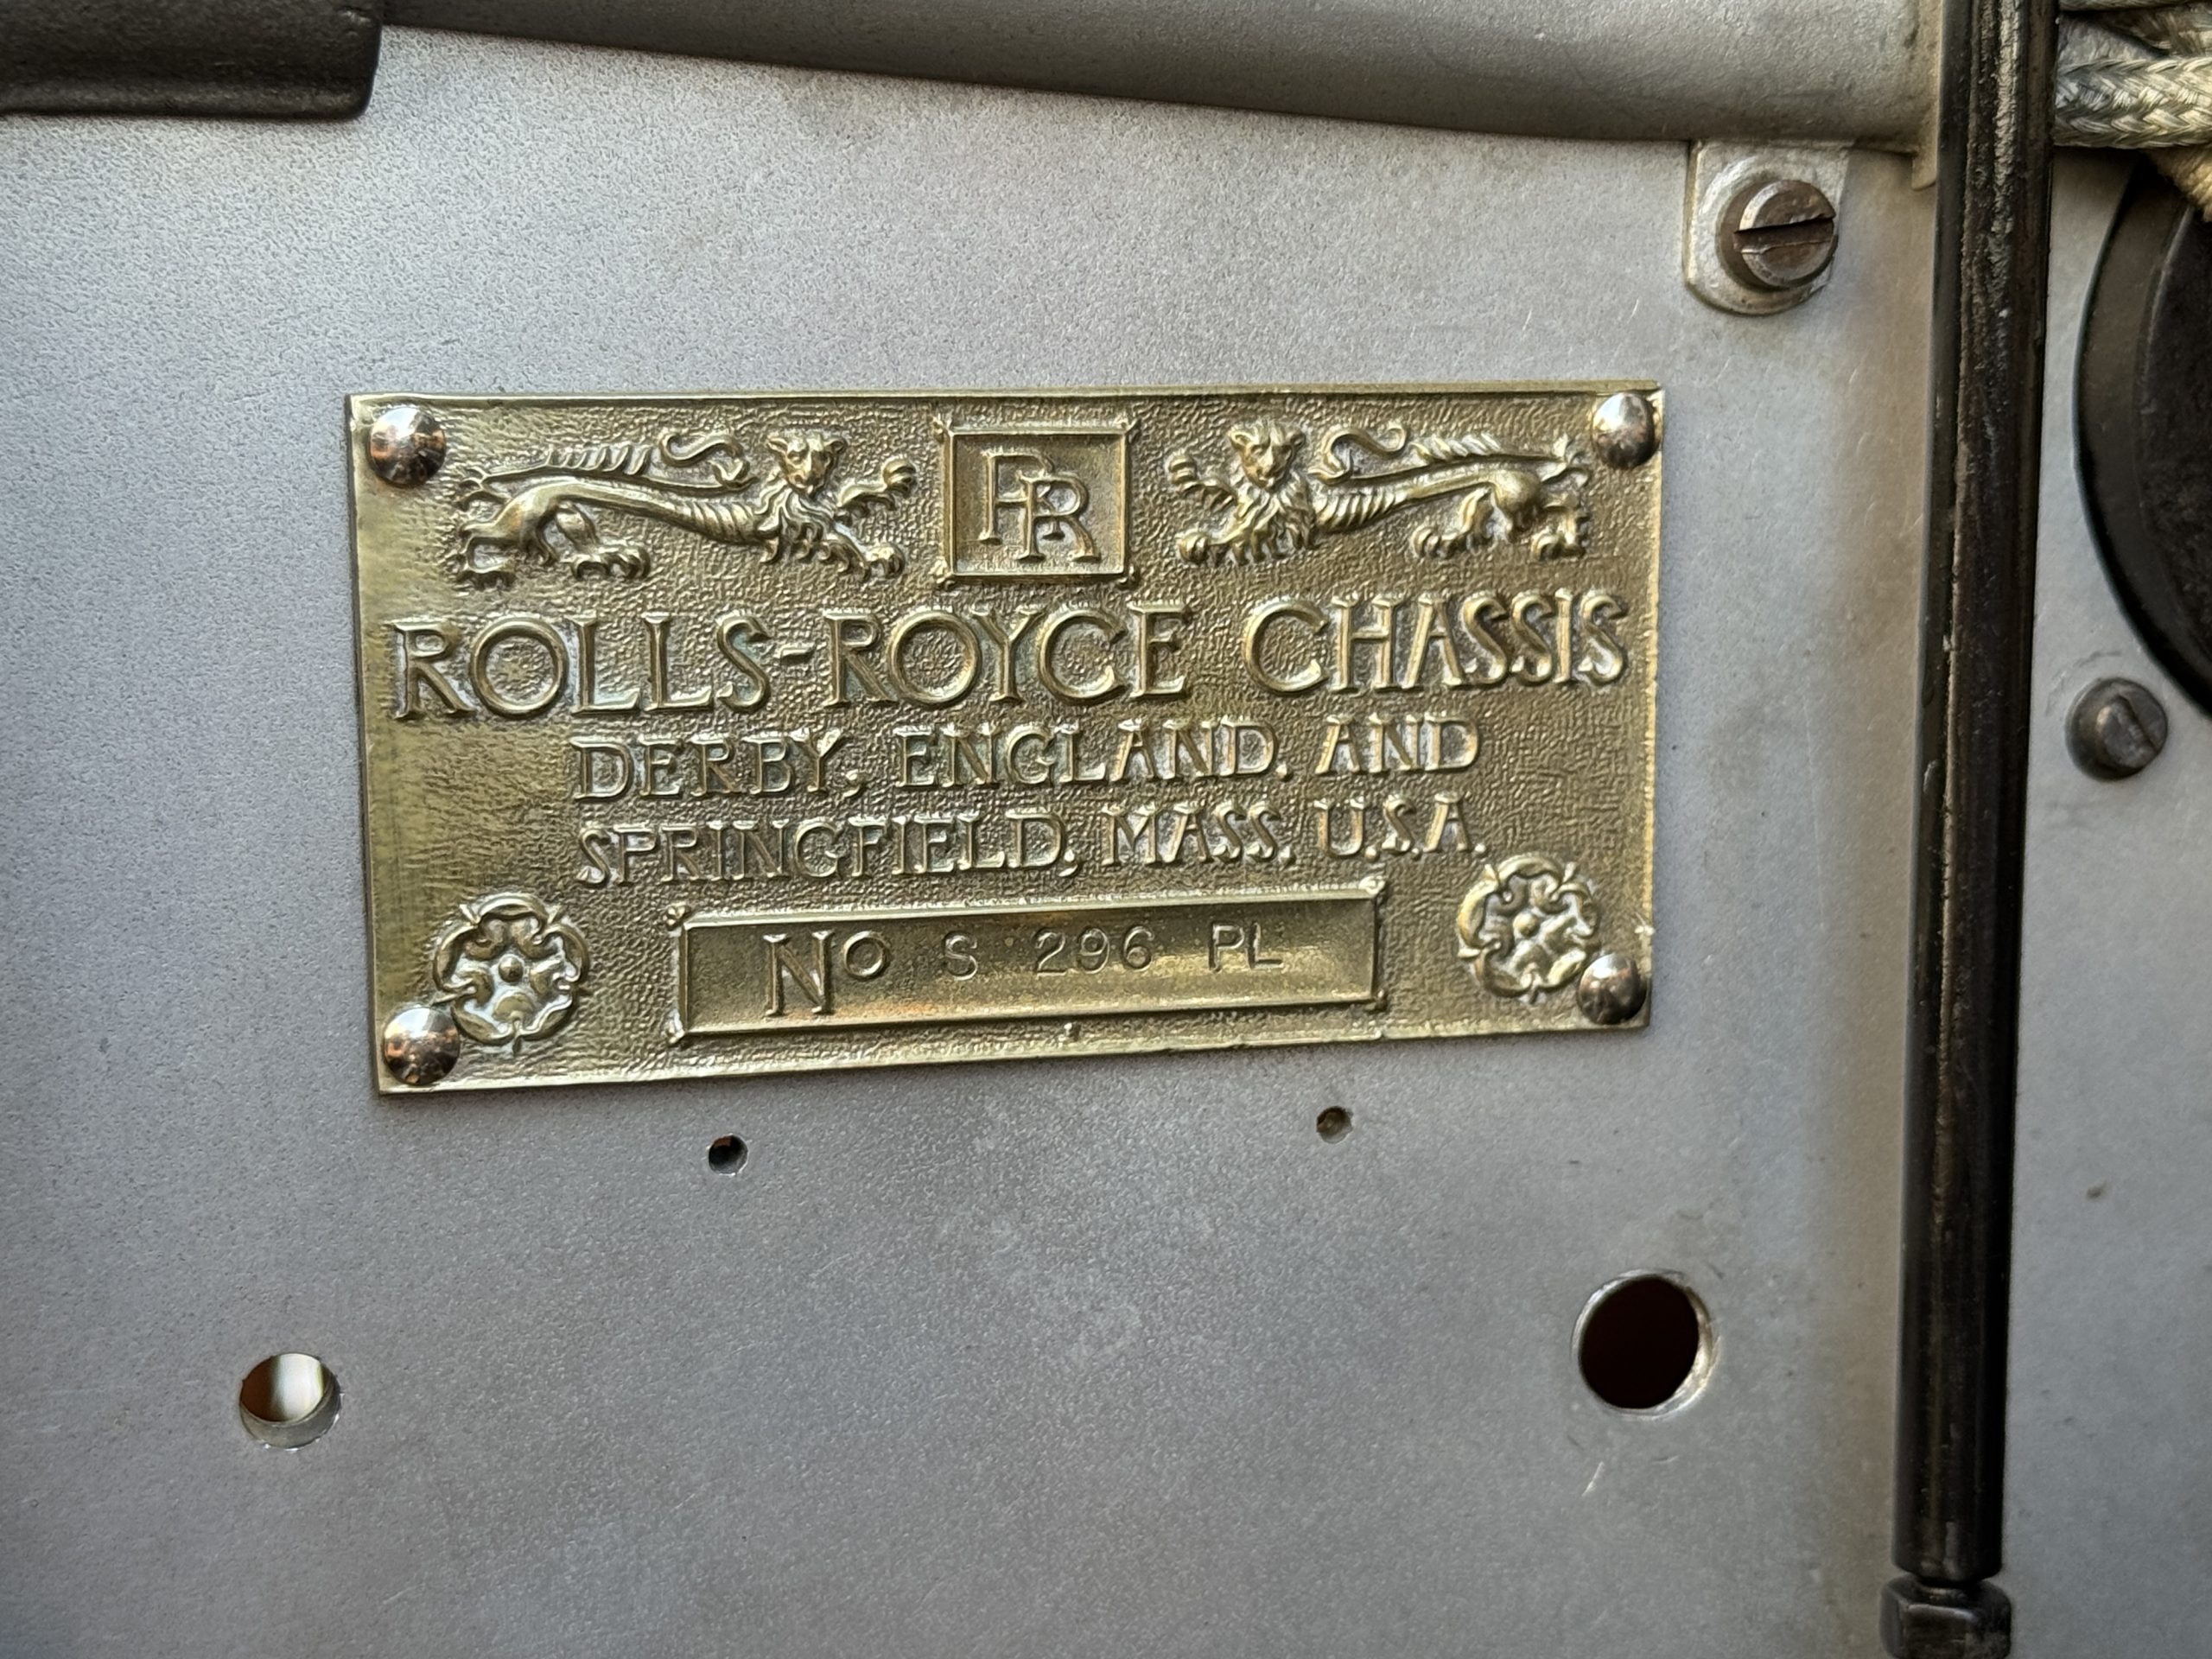 RR
ROLLS-ROYCE CHASSIS
DERBY, ENGLAND, AND
SPRINGFIELD, MASS, U.S.A.
No S 296 PL